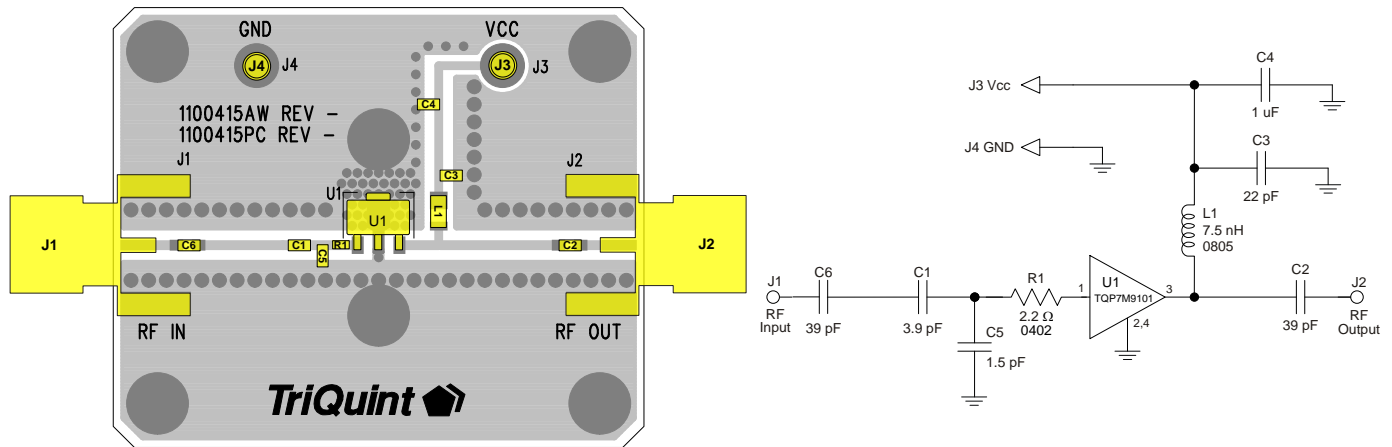 GND
VCC
J4
J4
J3
J3
C4
1100415AW REV -
1100415PC REV -
J1
J2
C3
U1
U1
L1
J1
J2
C6
C1
C5
R1
C2
RF IN
RF OUT
TriQuint
J3 Vcc
C4
1 uF
J4 GND
C3
22 pF
L1
7.5 nH
0805
J1
RF
Input
C6
39 pF
C1
3.9 pF
C5
1.5 pF
R1
2.2 Ω
0402
1
U1
TQP7M9101
3
2,4
C2
39 pF
J2
RF
Output